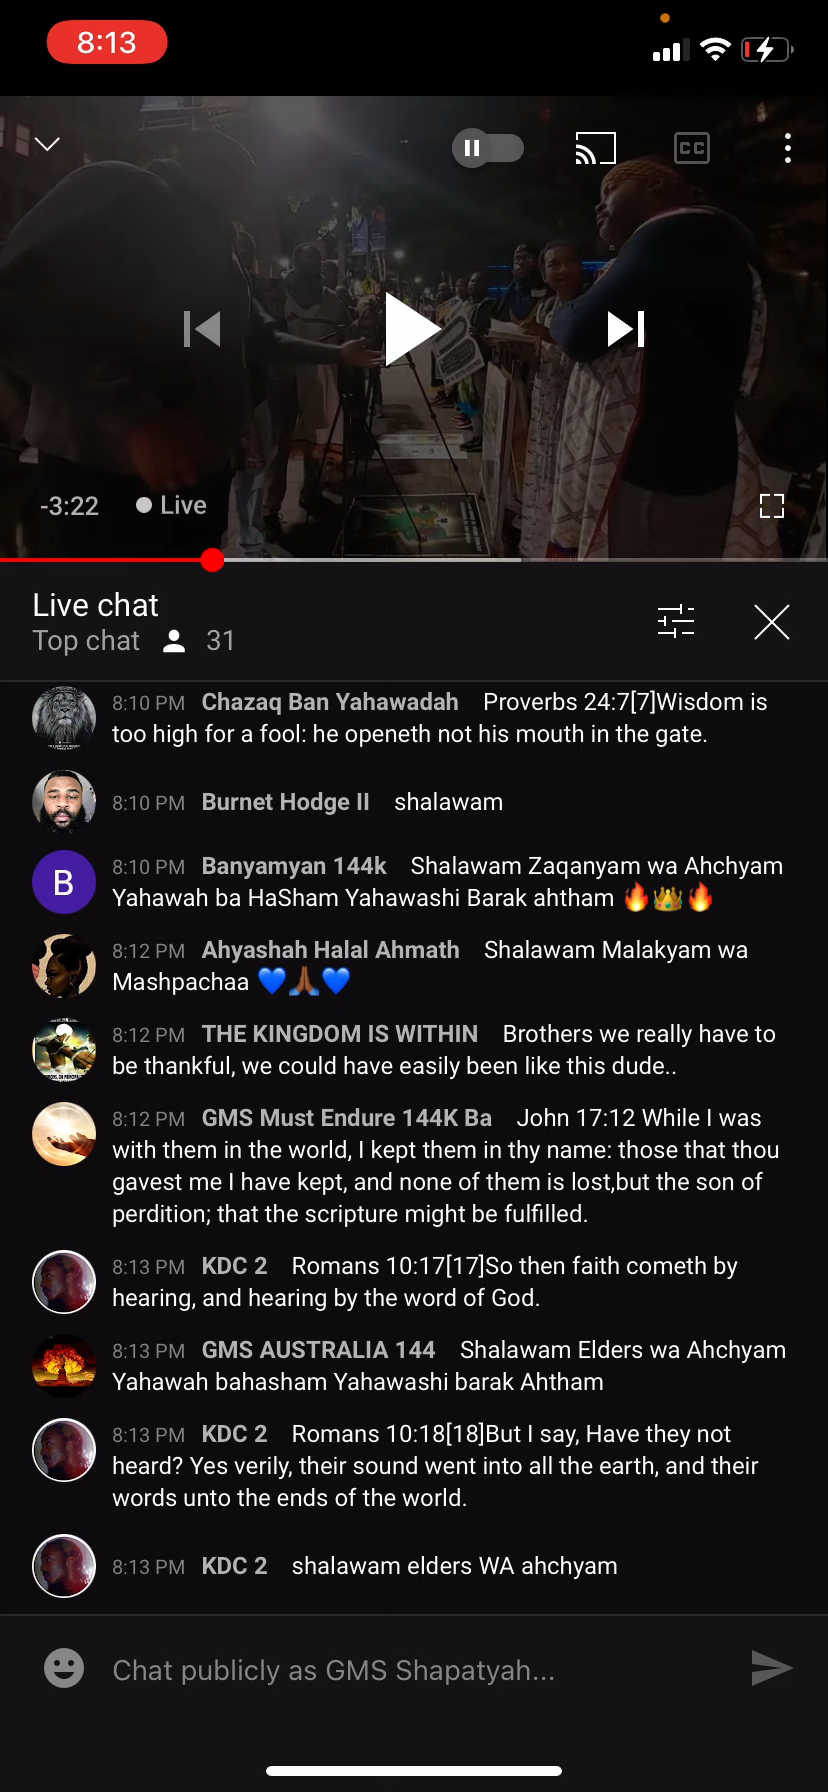 8:13
CC
-3:22 Live
Live chat
Top chat 31
8:10 PM Chazaq Ban Yahawadah Proverbs 24:7[7]Wisdom is
too high for a fool: he openeth not his mouth in the gate.
8:10 PM Burnet Hodge II shalawam
B
8:10 PM Banyamyan 144k Shalawam Zaqanyam wa Ahchyam
Yahawah ba HaSham Yahawashi Barak ahtham 🔥👑🔥
8:12 PM Ahyashah Halal Ahmath Shalawam Malakyam wa
Mashpachaa 💙🙏🏾💙
8:12 PM THE KINGDOM IS WITHIN Brothers we really have to
be thankful, we could have easily been like this dude..
8:12 PM GMS Must Endure 144K Ba John 17:12 While I was
with them in the world, I kept them in thy name: those that thou
gavest me I have kept, and none of them is lost,but the son of
perdition; that the scripture might be fulfilled.
8:13 PM KDC 2 Romans 10:17[17]So then faith cometh by
hearing, and hearing by the word of God.
8:13 PM GMS AUSTRALIA 144 Shalawam Elders wa Ahchyam
Yahawah bahasham Yahawashi barak Ahtham
8:13 PM KDC 2 Romans 10:18[18]But I say, Have they not
heard? Yes verily, their sound went into all the earth, and their
words unto the ends of the world.
8:13 PM KDC 2 shalawam elders WA ahchyam
Chat publicly as GMS Shapatyah...